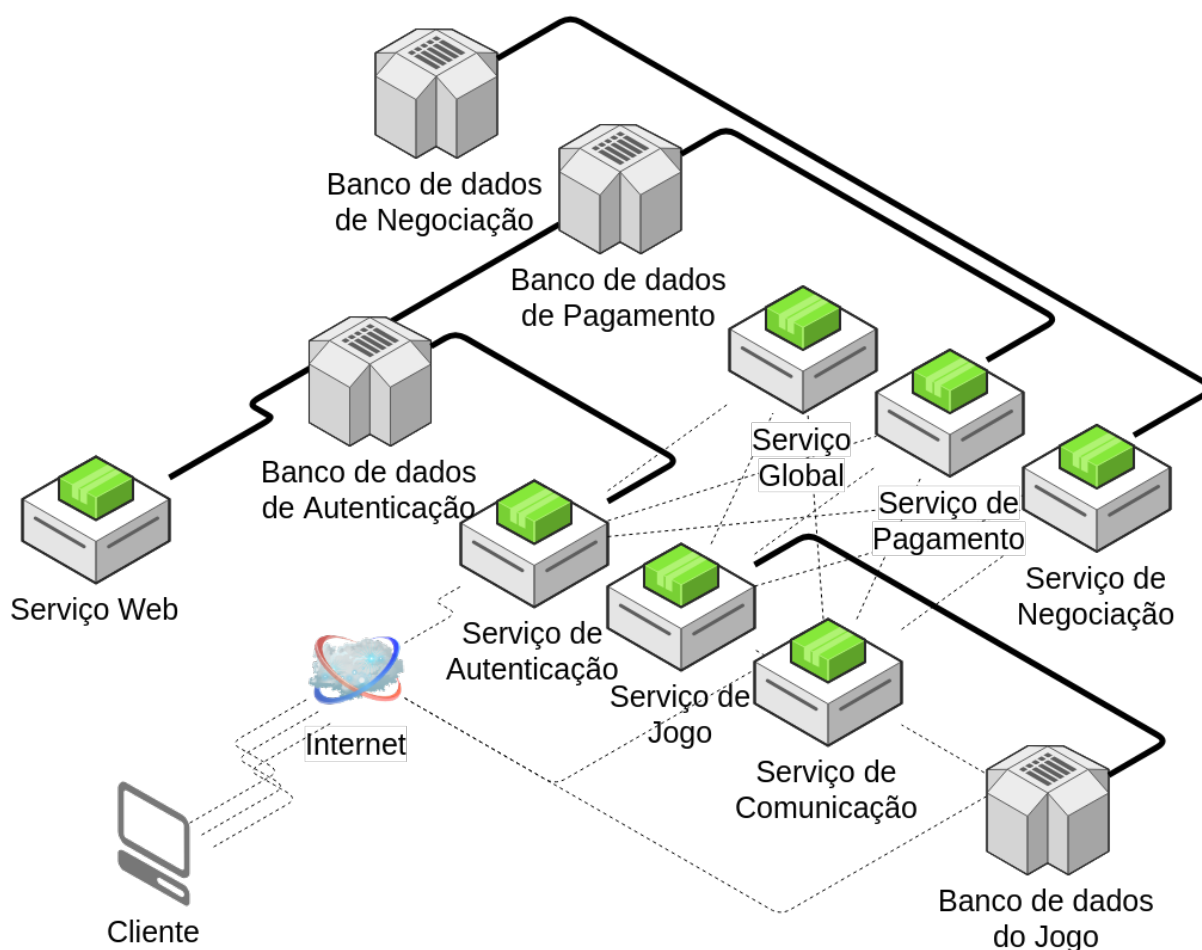 Banco de dados
de Negociação
Banco de dados
de Pagamento
Banco de dados
de Autenticação
Serviço
Global
Serviço de
Pagamento
Serviço de
Negociação
Serviço Web
Serviço de
Autenticação
Serviço de
Jogo
Internet
Serviço de
Comunicação
Cliente
Banco de dados
do Jogo